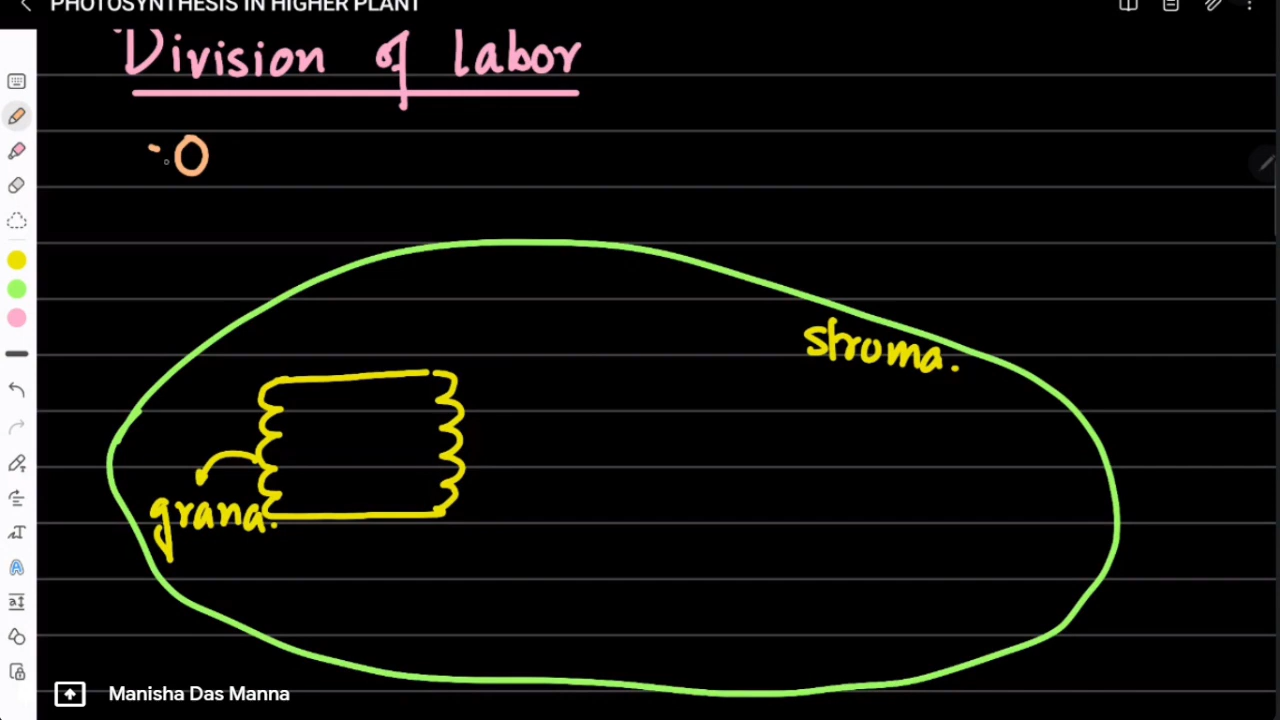 PHOTOSYNTHESIS IN HIGHER PLANT
Division of labor
stroma.
grana.
Manisha Das Manna